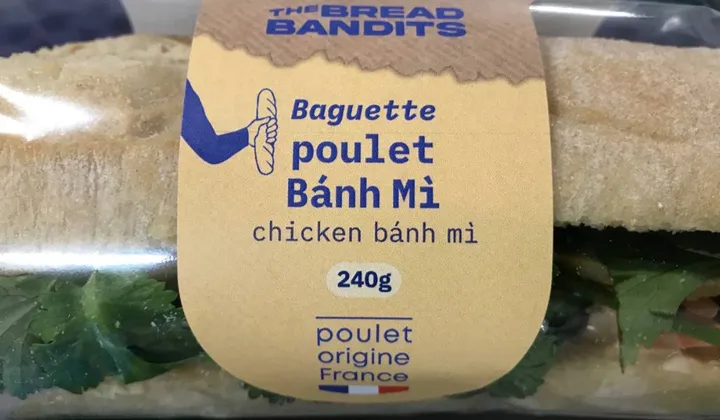 THE BREAD
BANDITS
Baguette
poulet
Bánh Mì
chicken bánh mì
240g
poulet
origine
France